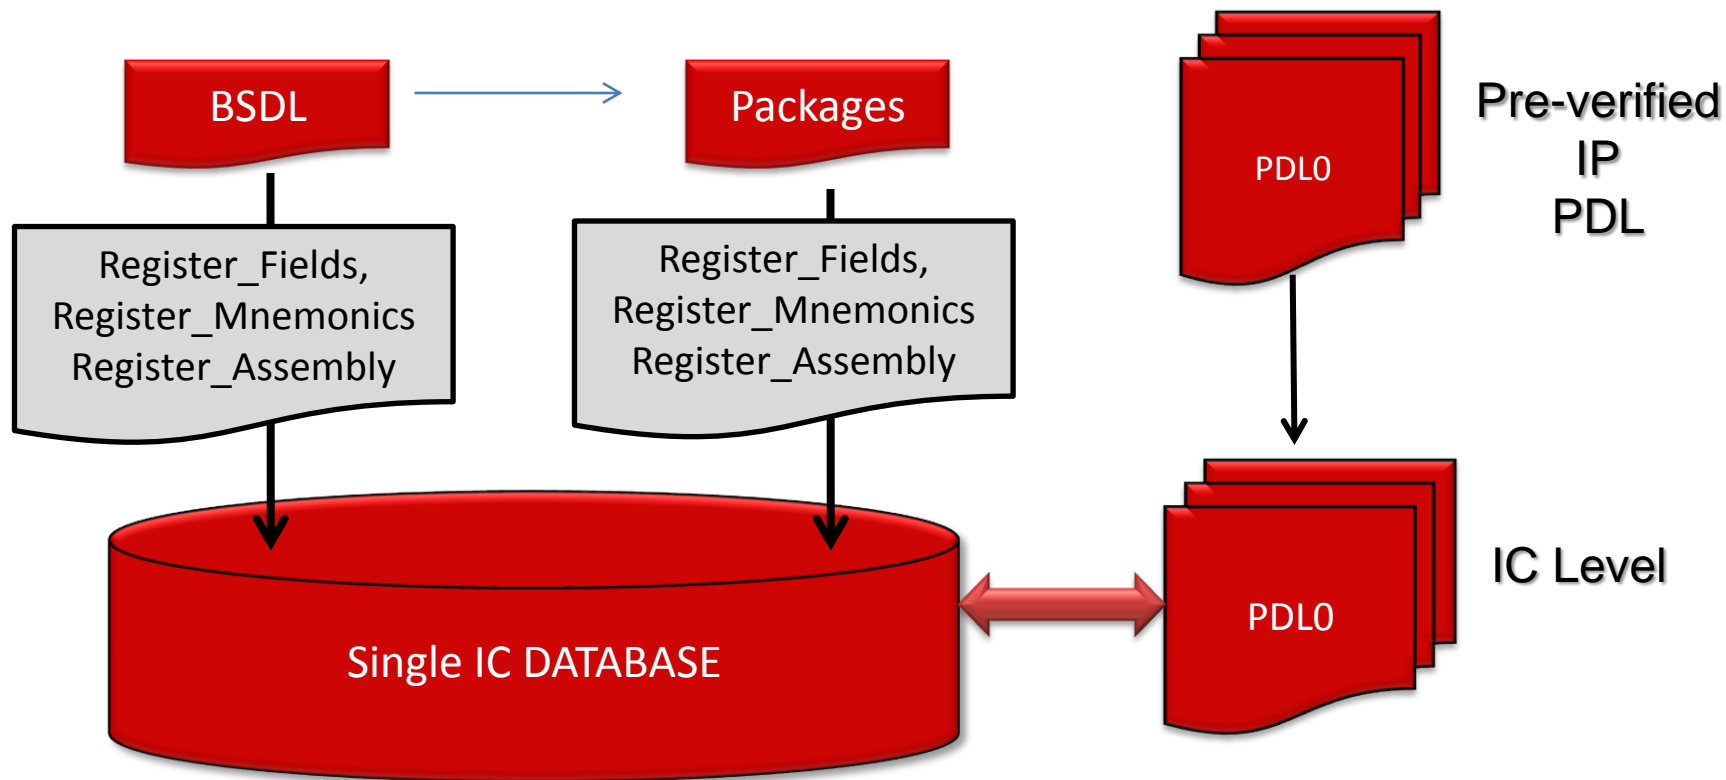 BSDL
Packages
PDL0
Pre-verified
IP
PDL
Register_Fields,
Register_Mnemonics
Register_Assembly
Register_Fields,
Register_Mnemonics
Register_Assembly
Single IC DATABASE
PDL0
IC Level